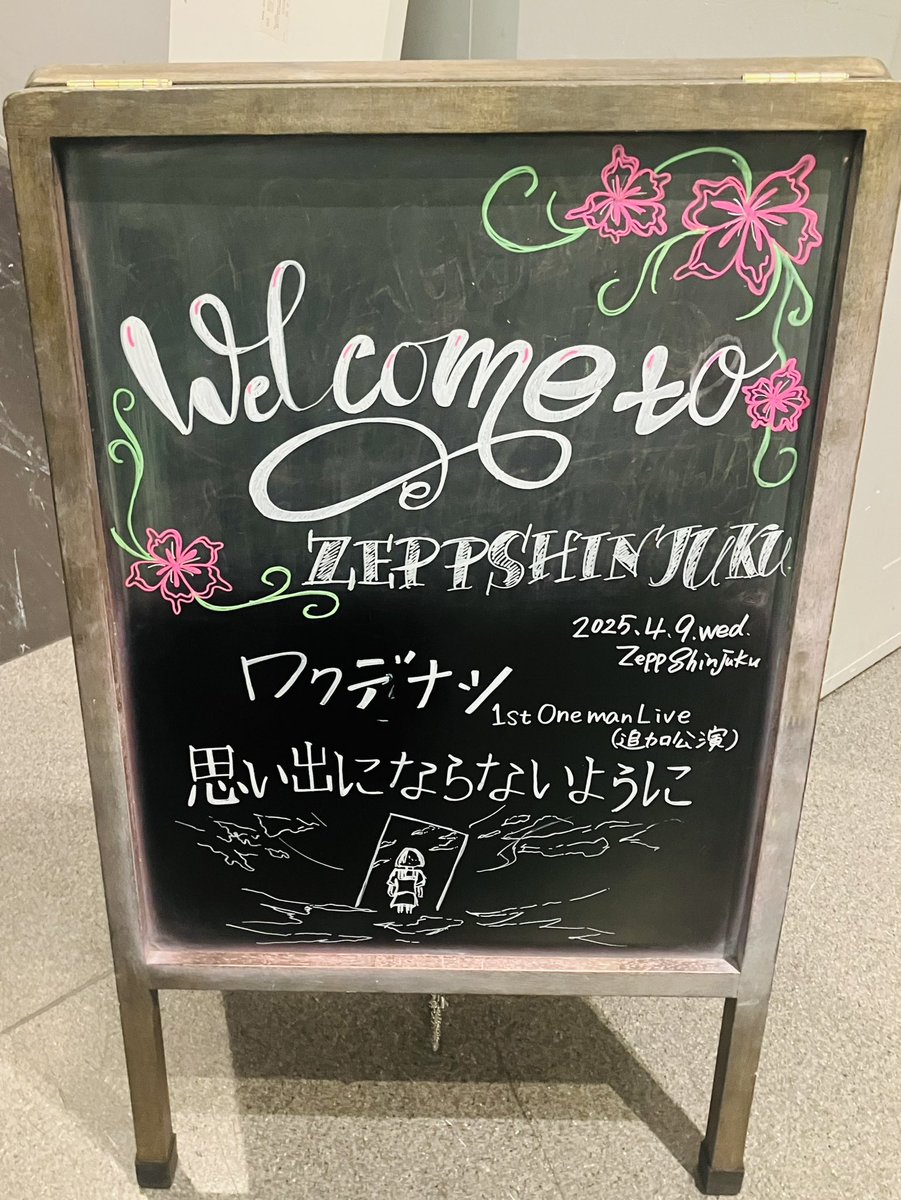 Welcome to
ZEPPSHINJUKU
2025.4.9.wed.
Zepp Shinjuku
ワクデナツ
1st One man Live
(追加公演)
思い出にならないように